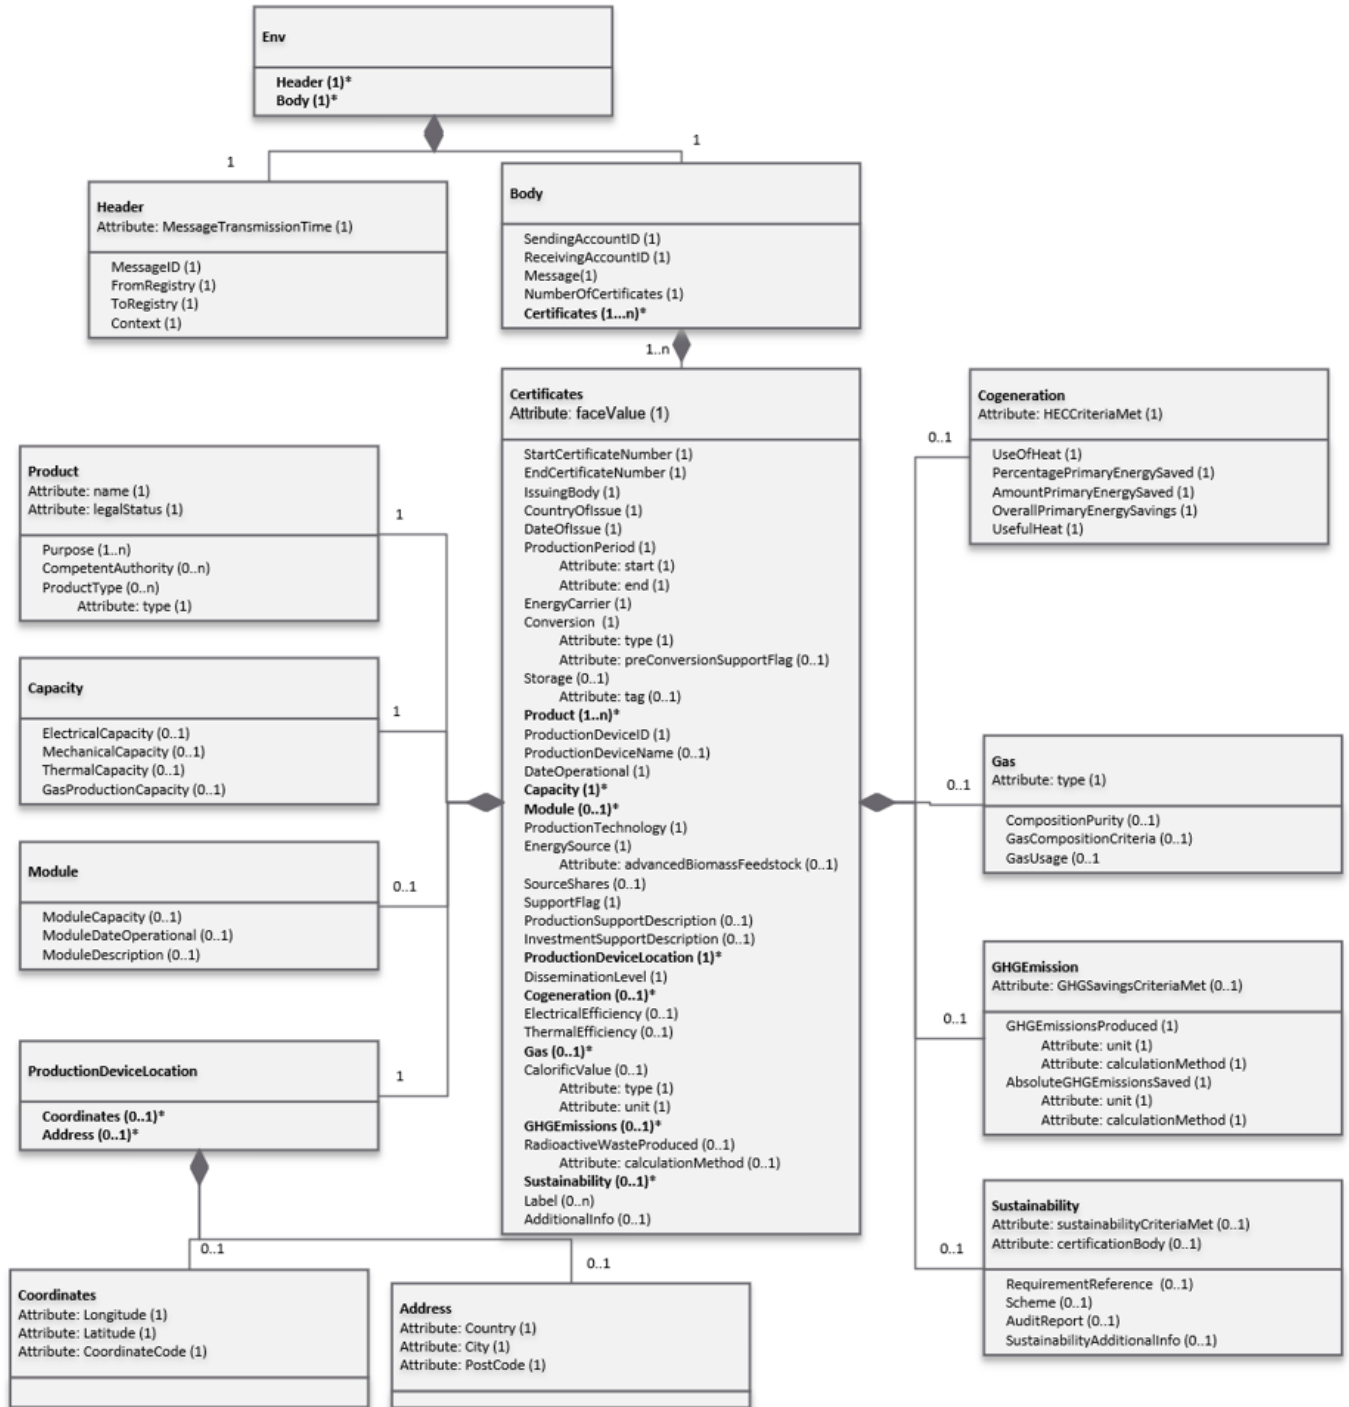 Env
Header (1)*
Body (1)*
1
1
Header
Attribute: MessageTransmissionTime (1)
MessageID (1)
FromRegistry (1)
ToRegistry (1)
Context (1)
Body
SendingAccountID (1)
ReceivingAccountID (1)
Message(1)
NumberOfCertificates (1)
Certificates (1...n)*
1..n
Certificates
Attribute: faceValue (1)
StartCertificateNumber (1)
EndCertificateNumber (1)
IssuingBody (1)
CountryOfIssue (1)
DateOfIssue (1)
ProductionPeriod (1)
Attribute: start (1)
Attribute: end (1)
EnergyCarrier (1)
Conversion (1)
Attribute: type (1)
Attribute: preConversionSupportFlag (0..1)
Storage (0..1)
Attribute: tag (0..1)
Product (1..n)*
ProductionDeviceID (1)
ProductionDeviceName (0..1)
DateOperational (1)
Capacity (1)*
Module (0..1)*
ProductionTechnology (1)
EnergySource (1)
Attribute: advancedBiomassFeedstock (0..1)
SourceShares (0..1)
SupportFlag (1)
ProductionSupportDescription (0..1)
InvestmentSupportDescription (0..1)
ProductionDeviceLocation (1)*
DisseminationLevel (1)
Cogeneration (0..1)*
ElectricalEfficiency (0..1)
ThermalEfficiency (0..1)
Gas (0..1)*
CalorificValue (0..1)
Attribute: type (1)
Attribute: unit (1)
GHGEmissions (0..1)*
RadioactiveWasteProduced (0..1)
Attribute: calculationMethod (0..1)
Sustainability (0..1)*
Label (0..n)
AdditionalInfo (0..1)
Product
Attribute: name (1)
Attribute: legalStatus (1)
Purpose (1..n)
CompetentAuthority (0..n)
ProductType (0..n)
Attribute: type (1)
1
Capacity
ElectricalCapacity (0..1)
MechanicalCapacity (0..1)
ThermalCapacity (0..1)
GasProductionCapacity (0..1)
1
Module
ModuleCapacity (0..1)
ModuleDateOperational (0..1)
ModuleDescription (0..1)
0..1
ProductionDeviceLocation
Coordinates (0..1)*
Address (0..1)*
1
0..1
0..1
Coordinates
Attribute: Longitude (1)
Attribute: Latitude (1)
Attribute: CoordinateCode (1)
Address
Attribute: Country (1)
Attribute: City (1)
Attribute: PostCode (1)
0..1
Cogeneration
Attribute: HECCriteriaMet (1)
UseOfHeat (1)
PercentagePrimaryEnergySaved (1)
AmountPrimaryEnergySaved (1)
OverallPrimaryEnergySavings (1)
UsefulHeat (1)
0..1
Gas
Attribute: type (1)
CompositionPurity (0..1)
GasCompositionCriteria (0..1)
GasUsage (0..1
0..1
GHGEmission
Attribute: GHGSavingsCriteriaMet (0..1)
GHGEmissionsProduced (1)
Attribute: unit (1)
Attribute: calculationMethod (1)
AbsoluteGHGEmissionsSaved (1)
Attribute: unit (1)
Attribute: calculationMethod (1)
0..1
Sustainability
Attribute: sustainabilityCriteriaMet (0..1)
Attribute: certificationBody (0..1)
RequirementReference (0..1)
Scheme (0..1)
AuditReport (0..1)
SustainabilityAdditionalInfo (0..1)